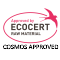 Approved by
ECOCERT
RAW MATERIAL
COSMOS APPROVED